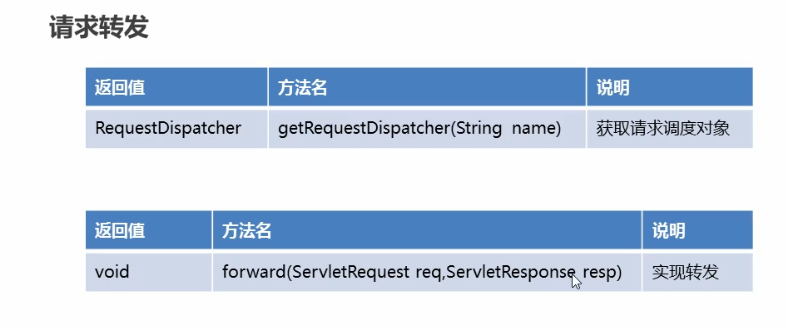 请求转发
返回值 方法名 说明
RequestDispatcher getRequestDispatcher(String name) 获取请求调度对象
返回值 方法名 说明
void forward(ServletRequest req,ServletResponse resp) 实现转发